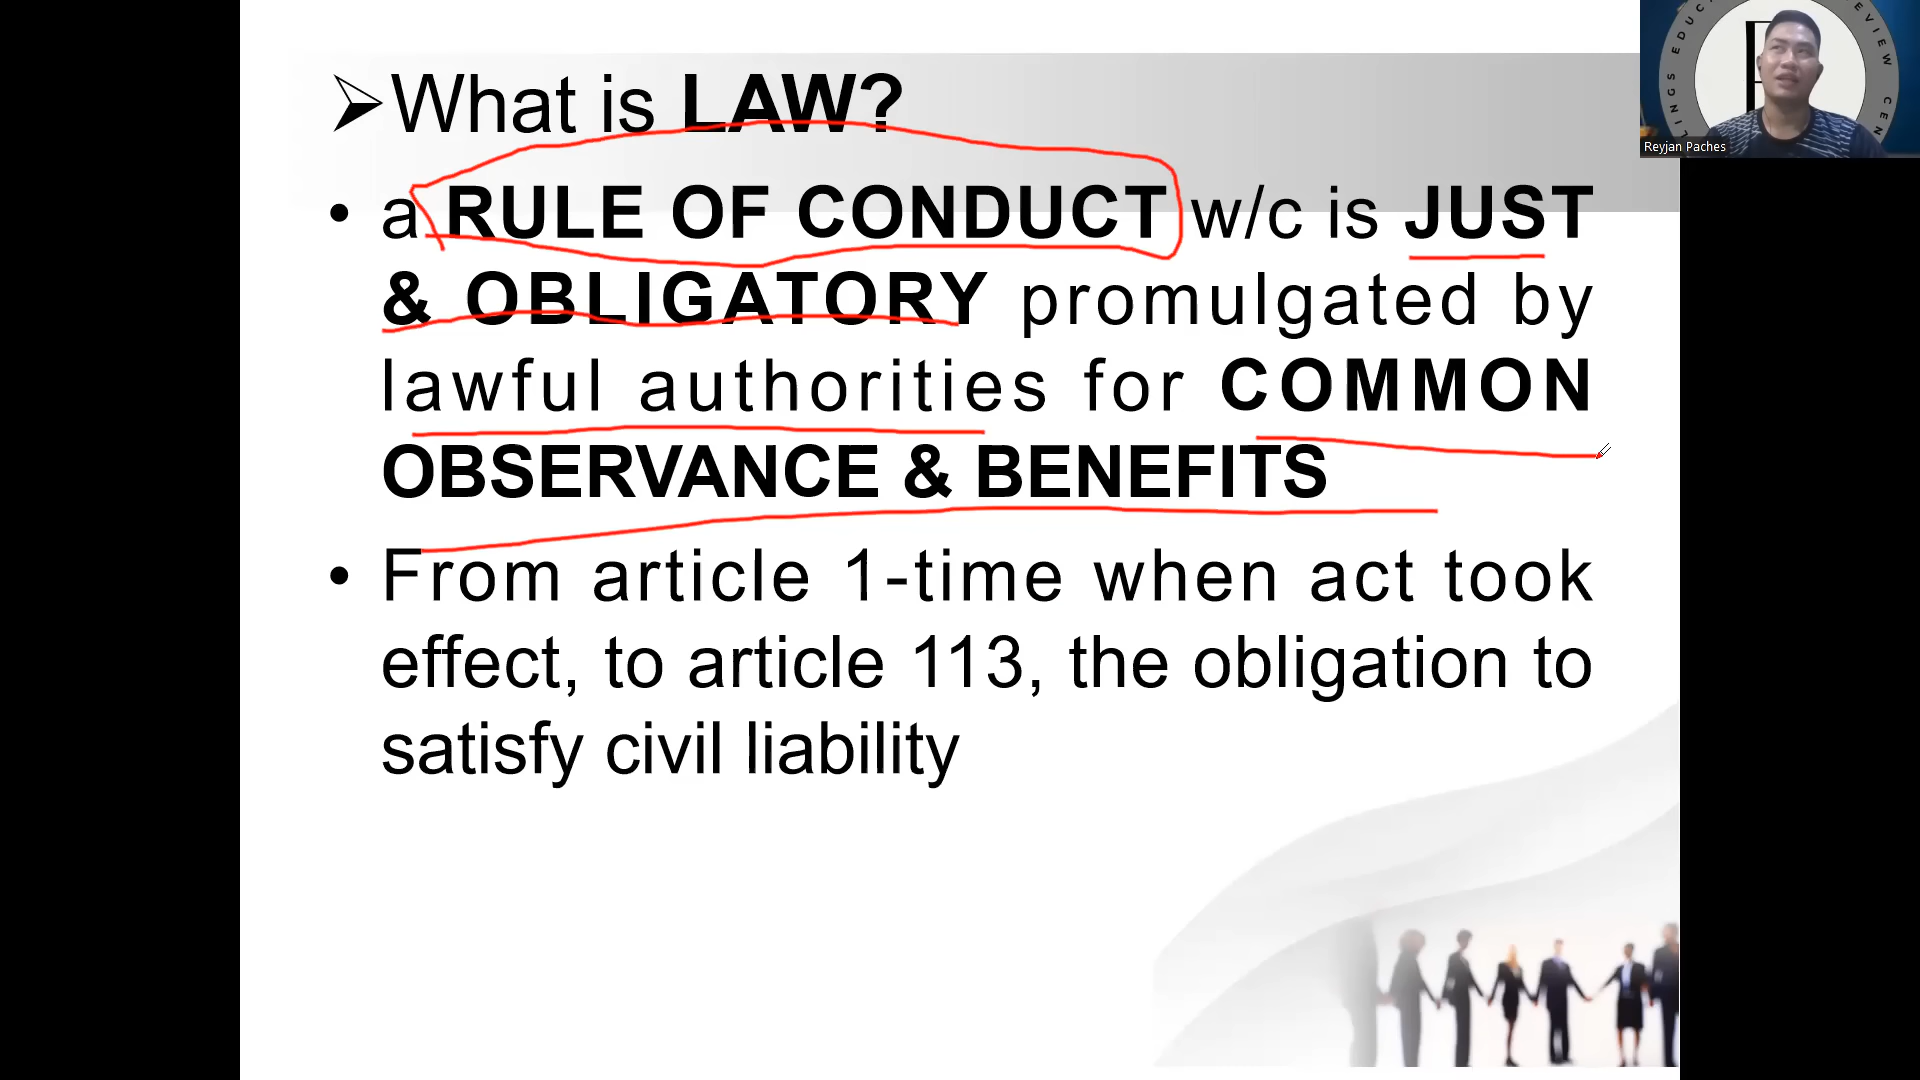 What is LAW?
• a RULE OF CONDUCT w/c is JUST
& OBLIGATORY promulgated by
lawful authorities for COMMON
OBSERVANCE & BENEFITS
• From article 1-time when act took
effect, to article 113, the obligation to
satisfy civil liability
Reyjan Paches